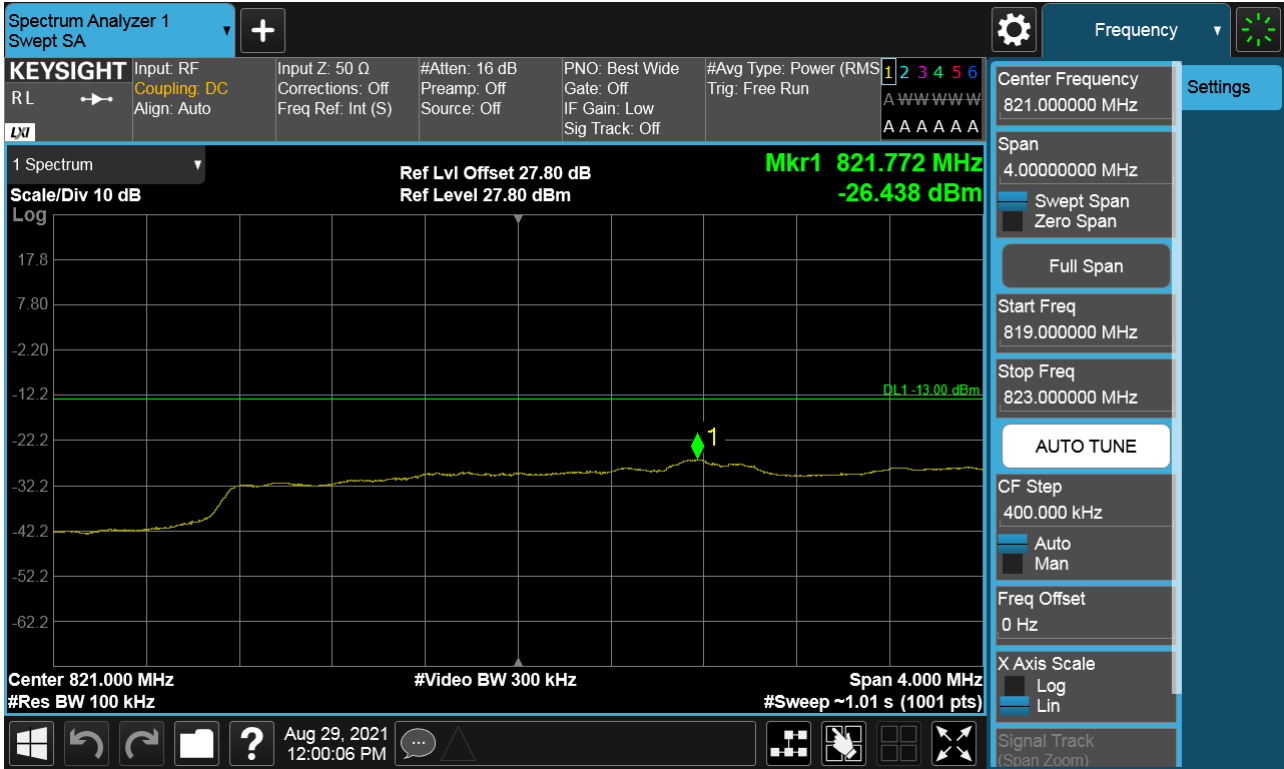 Spectrum Analyzer 1
Swept SA
+
Frequency
KEYSIGHT
R L
LXI
Input: RF
Coupling: DC
Align: Auto
Input Z: 50 Ω
Corrections: Off
Freq Ref: Int (S)
#Atten: 16 dB
Preamp: Off
Source: Off
PNO: Best Wide
Gate: Off
IF Gain: Low
Sig Track: Off
#Avg Type: Power (RMS
Trig: Free Run
1 2 3 4 5 6
A W W W W W
A A A A A A
1 Spectrum
Scale/Div 10 dB
Log
Ref Lvl Offset 27.80 dB
Ref Level 27.80 dBm
Mkr1 821.772 MHz
-26.438 dBm
17.8
7.80
-2.20
-12.2
-22.2
-32.2
-42.2
-52.2
-62.2
DL1 -13.00 dBm
1
Center 821.000 MHz
#Res BW 100 kHz
#Video BW 300 kHz
Span 4.000 MHz
#Sweep ~1.01 s (1001 pts)
Center Frequency
821.000000 MHz
Span
4.00000000 MHz
Swept Span
Zero Span
Full Span
Start Freq
819.000000 MHz
Stop Freq
823.000000 MHz
AUTO TUNE
CF Step
400.000 kHz
Auto
Man
Freq Offset
0 Hz
X Axis Scale
Log
Lin
Signal Track
(Span Zoom)
Settings
?
Aug 29, 2021
12:00:06 PM